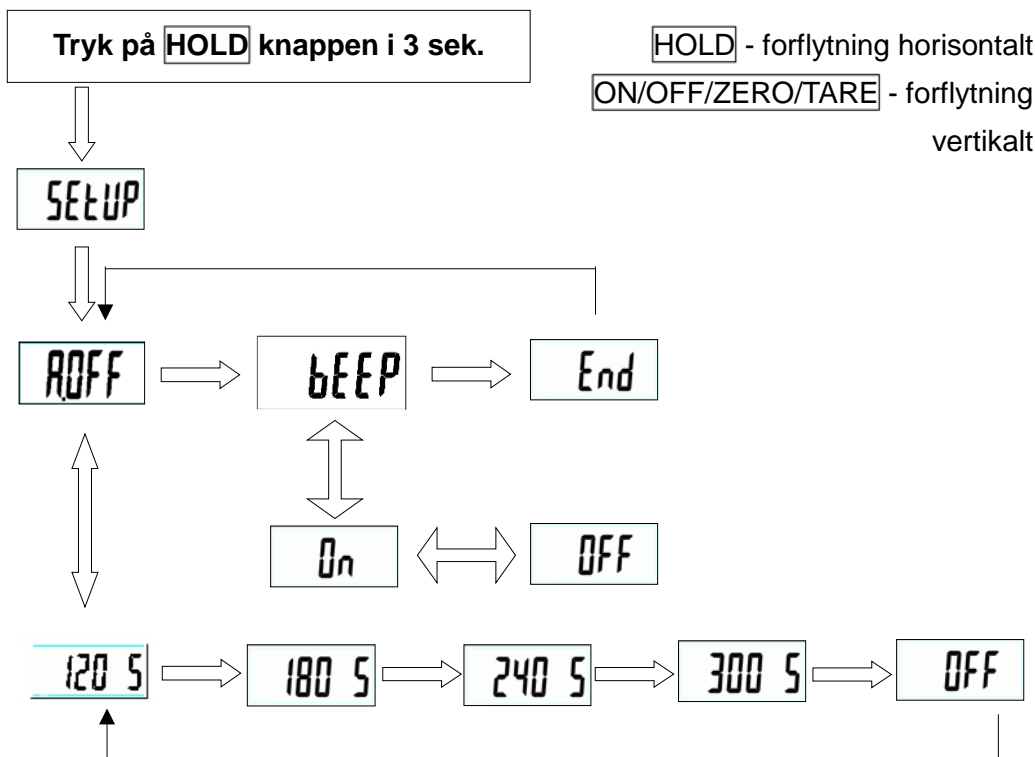 Tryk på HOLD knappen i 3 sek.
HOLD - forflytning horisontalt
ON/OFF/ZERO/TARE - forflytning
vertikalt
SEtUP
A.OFF
bEEP
End
On
OFF
120 S
180 S
240 S
300 S
OFF